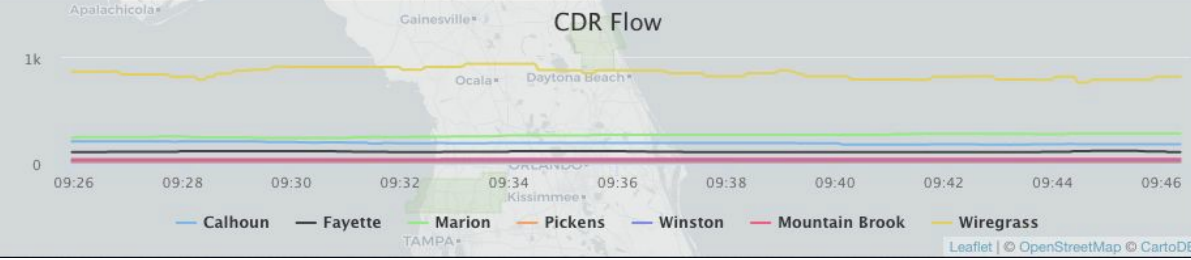 Apalachicola
Gainesville
CDR Flow
1k
Ocala
Daytona Beach
0
ORLANDO
09:26 09:28 09:30 09:32 09:34 09:36 09:38 09:40 09:42 09:44 09:46
Kissimmee
Calhoun Fayette Marion Pickens Winston Mountain Brook Wiregrass
TAMPA
Leaflet | © OpenStreetMap © CartoDB